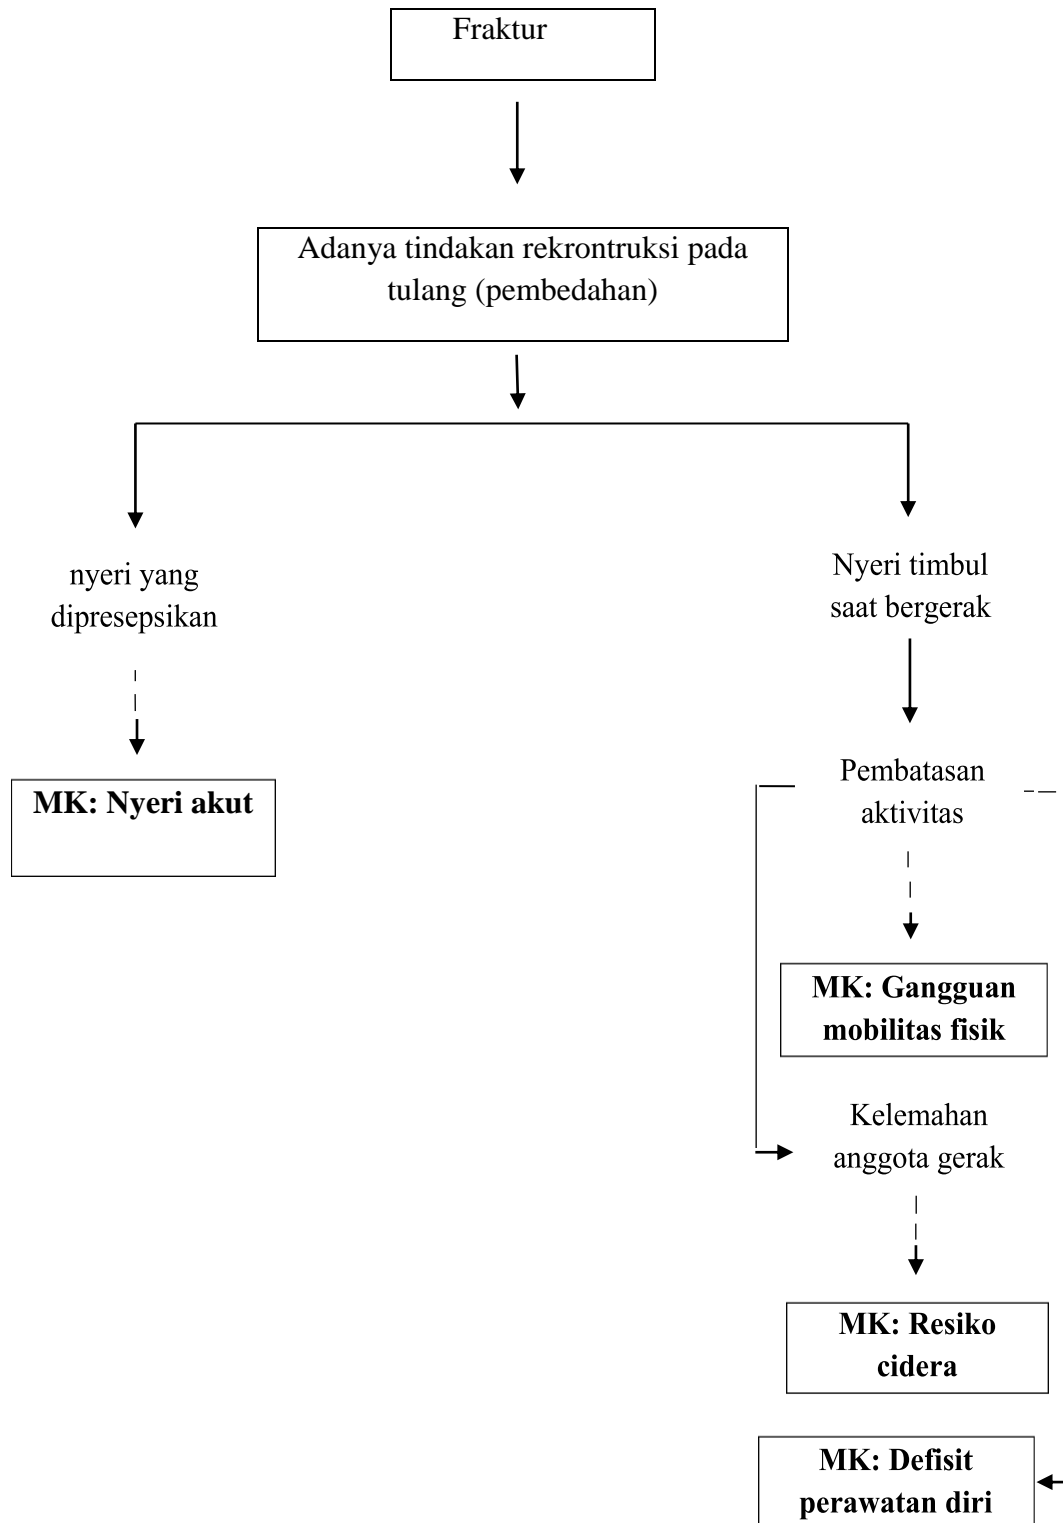 Fraktur
Adanya tindakan rekrontruksi pada
tulang (pembedahan)
nyeri yang
dipresepsikan
MK: Nyeri akut
Nyeri timbul
saat bergerak
Pembatasan
aktivitas
MK: Gangguan
mobilitas fisik
Kelemahan
anggota gerak
MK: Resiko
cidera
MK: Defisit
perawatan diri